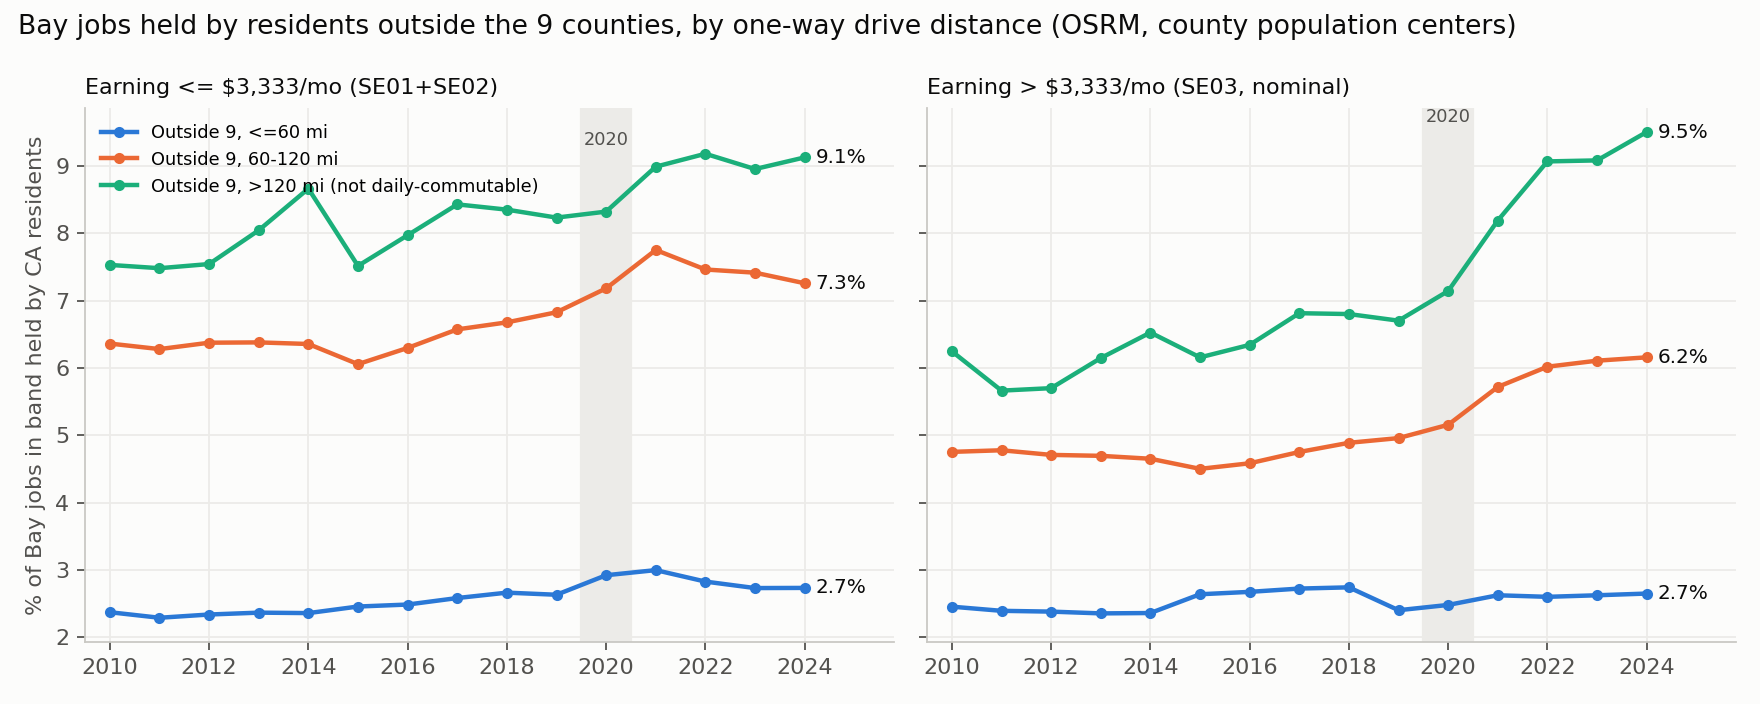 Bay jobs held by residents outside the 9 counties, by one-way drive distance (OSRM, county population centers)
Earning <= $3,333/mo (SE01+SE02)
Outside 9, <=60 mi
Outside 9, 60-120 mi
Outside 9, >120 mi (not daily-commutable)
2020
9.1%
7.3%
2.7%
% of Bay jobs in band held by CA residents
9
8
7
6
5
4
3
2
2010 2012 2014 2016 2018 2020 2022 2024
Earning > $3,333/mo (SE03, nominal)
2020
9.5%
6.2%
2.7%
2010 2012 2014 2016 2018 2020 2022 2024